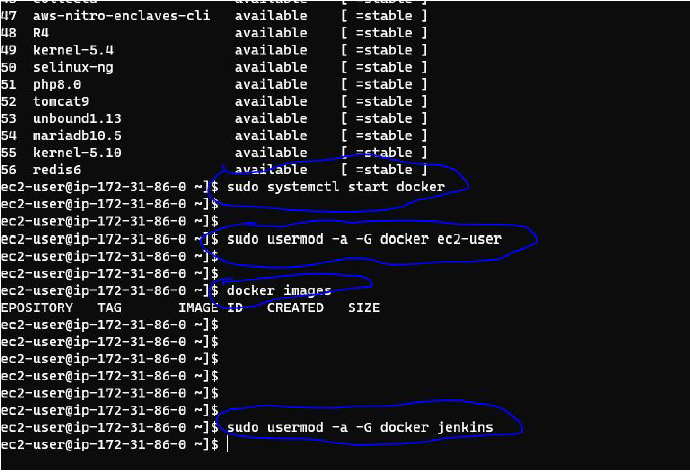 47 aws-nitro-enclaves-cli available [ =stable ]
48 R4 available [ =stable ]
49 kernel-5.4 available [ =stable ]
50 selinux-ng available [ =stable ]
51 php8.0 available [ =stable ]
52 tomcat9 available [ =stable ]
53 unbound1.13 available [ =stable ]
54 mariadb10.5 available [ =stable ]
55 kernel-5.10 available [ =stable ]
56 redis6 available [ =stable ]
ec2-user@ip-172-31-86-0 ~]$ sudo systemctl start docker
ec2-user@ip-172-31-86-0 ~]$
ec2-user@ip-172-31-86-0 ~]$
ec2-user@ip-172-31-86-0 ~]$ sudo usermod -a -G docker ec2-user
ec2-user@ip-172-31-86-0 ~]$
ec2-user@ip-172-31-86-0 ~]$
ec2-user@ip-172-31-86-0 ~]$ docker images
EPOSITORY TAG IMAGE ID CREATED SIZE
ec2-user@ip-172-31-86-0 ~]$
ec2-user@ip-172-31-86-0 ~]$
ec2-user@ip-172-31-86-0 ~]$
ec2-user@ip-172-31-86-0 ~]$
ec2-user@ip-172-31-86-0 ~]$
ec2-user@ip-172-31-86-0 ~]$
ec2-user@ip-172-31-86-0 ~]$ sudo usermod -a -G docker jenkins
ec2-user@ip-172-31-86-0 ~]$